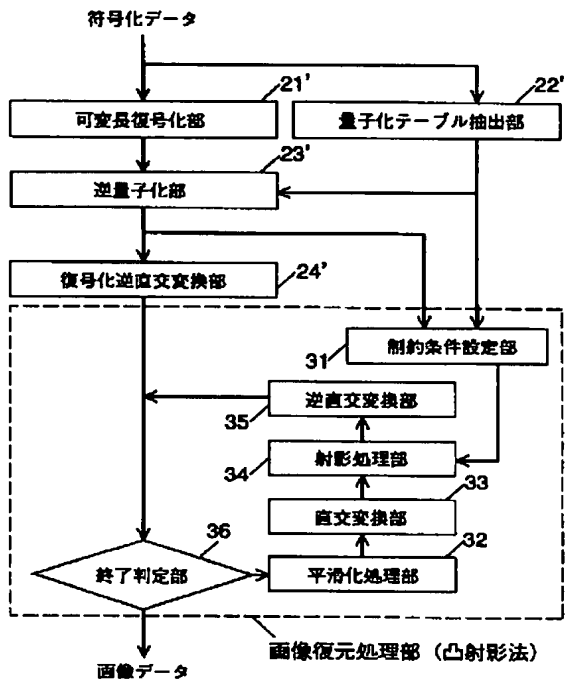 符号化データ
21'
22'
可変長復号化部
量子化テーブル抽出部
23'
逆量子化部
復号化逆直交変換部
24'
制約条件設定部
31
逆直交変換部
35
射影処理部
34
33
直交変換部
36
32
終了判定部
平滑化処理部
画像復元処理部（凸射影法）
画像データ